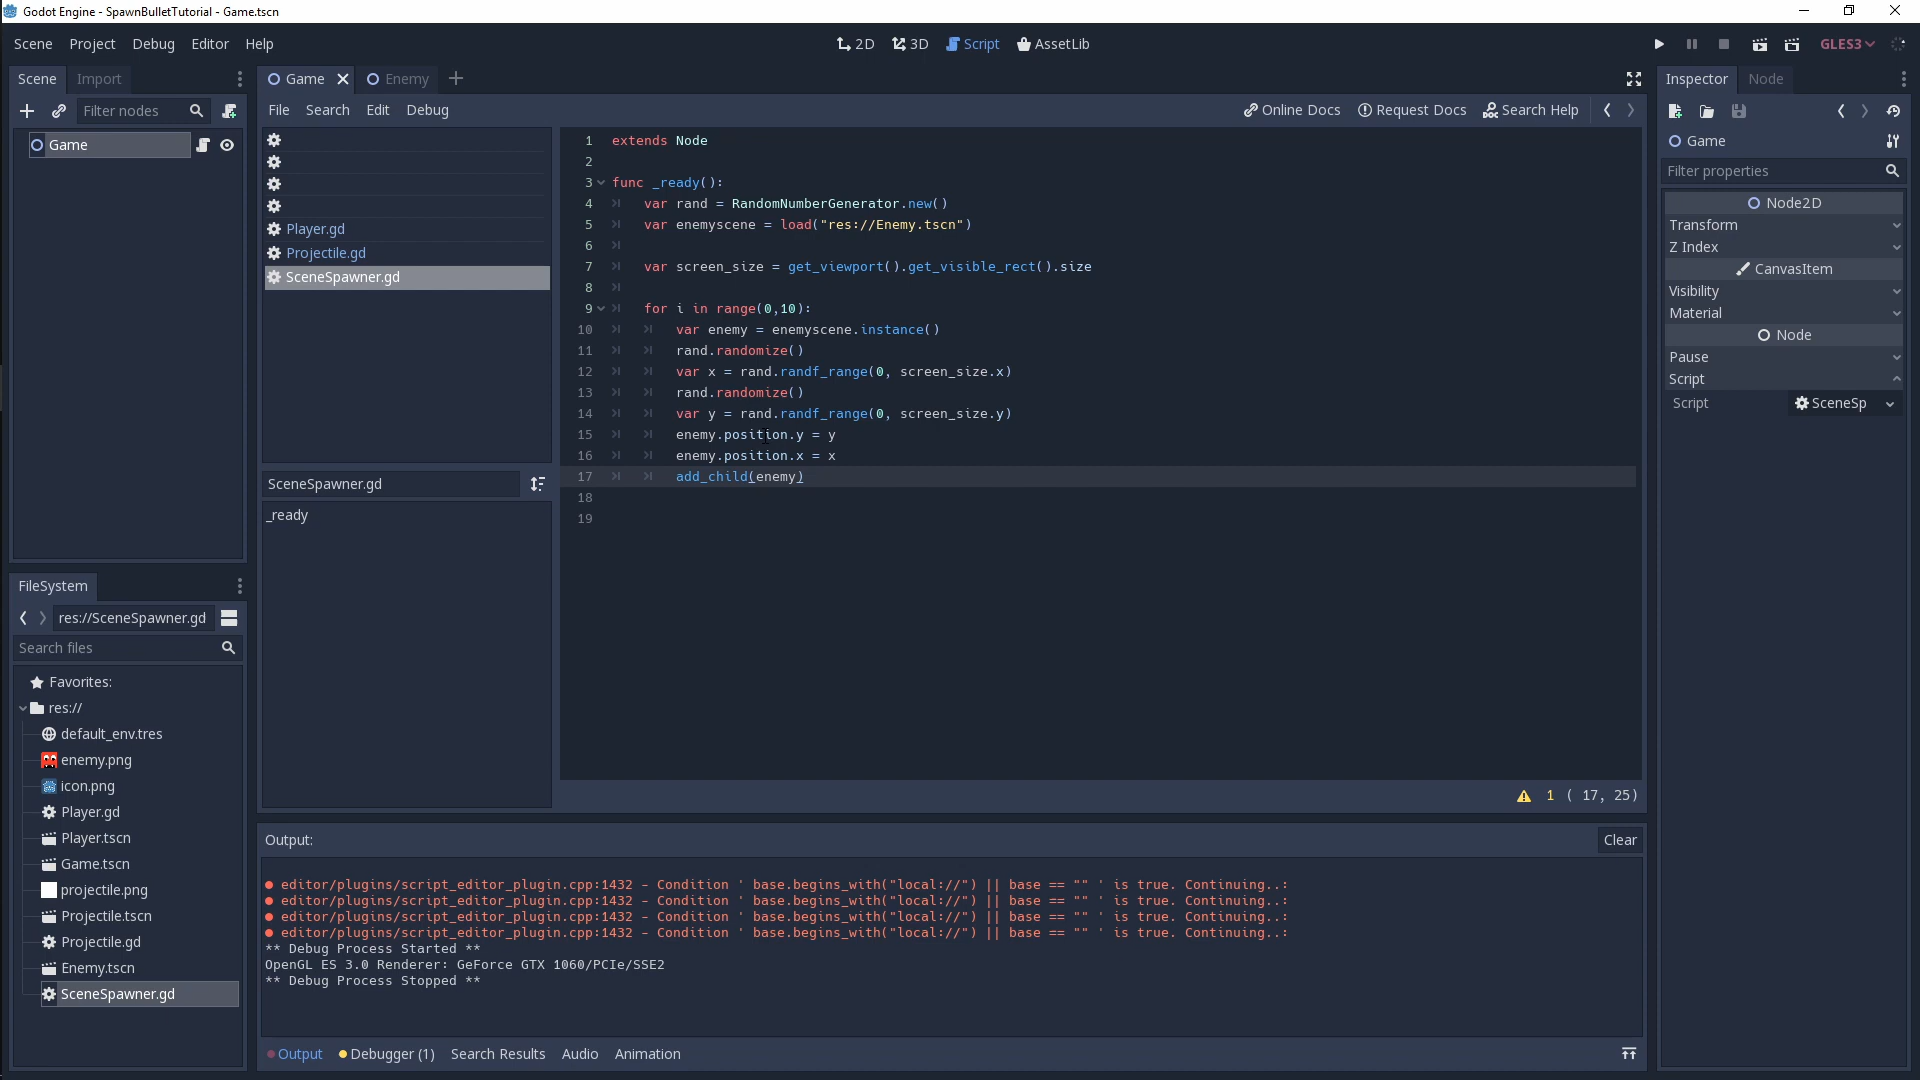 Godot Engine - SpawnBulletTutorial - Game.tscn
Scene Project Debug Editor Help
2D 3D Script AssetLib
GLES3
Scene Import
Filter nodes
Game
Game Enemy
File Search Edit Debug
Online Docs Request Docs Search Help
Player.gd
Projectile.gd
SceneSpawner.gd
SceneSpawner.gd
_ready
1 extends Node
2
3 func _ready():
4 var rand = RandomNumberGenerator.new()
5 var enemyscene = load("res://Enemy.tscn")
6
7 var screen_size = get_viewport().get_visible_rect().size
8
9 for i in range(0,10):
10 var enemy = enemyscene.instance()
11 rand.randomize()
12 var x = rand.randf_range(0, screen_size.x)
13 rand.randomize()
14 var y = rand.randf_range(0, screen_size.y)
15 enemy.position.y = y
16 enemy.position.x = x
17 add_child(enemy)
18
19
1 ( 17, 25)
FileSystem
res://SceneSpawner.gd
Search files
Favorites:
res://
default_env.tres
enemy.png
icon.png
Player.gd
Player.tscn
Game.tscn
projectile.png
Projectile.tscn
Projectile.gd
Enemy.tscn
SceneSpawner.gd
Output:
Clear
editor/plugins/script_editor_plugin.cpp:1432 - Condition ' base.begins_with("local://") || base == "" ' is true. Continuing..:
editor/plugins/script_editor_plugin.cpp:1432 - Condition ' base.begins_with("local://") || base == "" ' is true. Continuing..:
editor/plugins/script_editor_plugin.cpp:1432 - Condition ' base.begins_with("local://") || base == "" ' is true. Continuing..:
editor/plugins/script_editor_plugin.cpp:1432 - Condition ' base.begins_with("local://") || base == "" ' is true. Continuing..:
** Debug Process Started **
OpenGL ES 3.0 Renderer: GeForce GTX 1060/PCIe/SSE2
** Debug Process Stopped **
Output Debugger (1) Search Results Audio Animation
Inspector Node
Game
Filter properties
Node2D
Transform
Z Index
CanvasItem
Visibility
Material
Node
Pause
Script
Script SceneSp